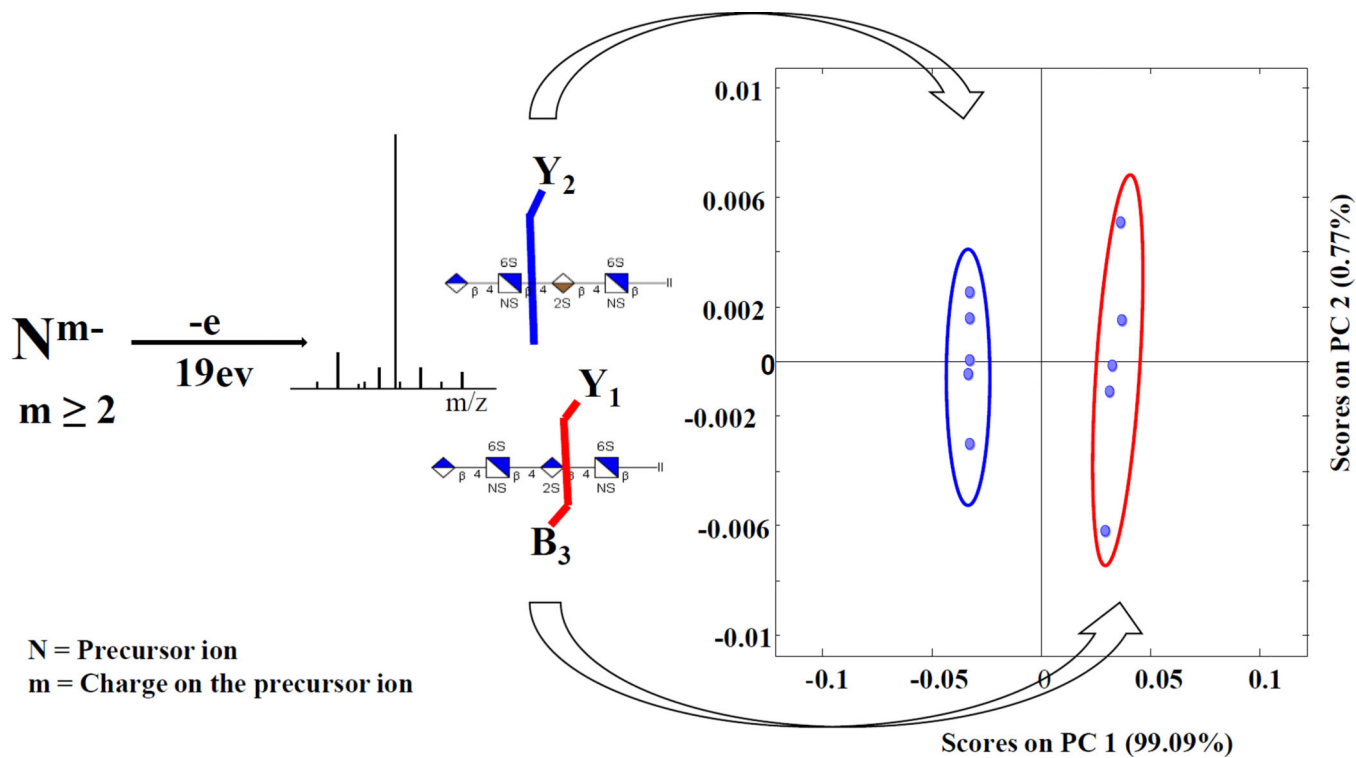 N^m-
m ≥ 2
-e
19ev
m/z
Y2
6S 6S
β 4 β 4 4 β
NS 2S NS
II
Y1
6S 6S
β 4 β 4 β 4 β
NS 2S NS
II
B3
N = Precursor ion
m = Charge on the precursor ion
0.01
0.006
0.002
0
-0.002
-0.006
-0.01
-0.1 -0.05 0 0.05 0.1
Scores on PC 1 (99.09%)
Scores on PC 2 (0.77%)